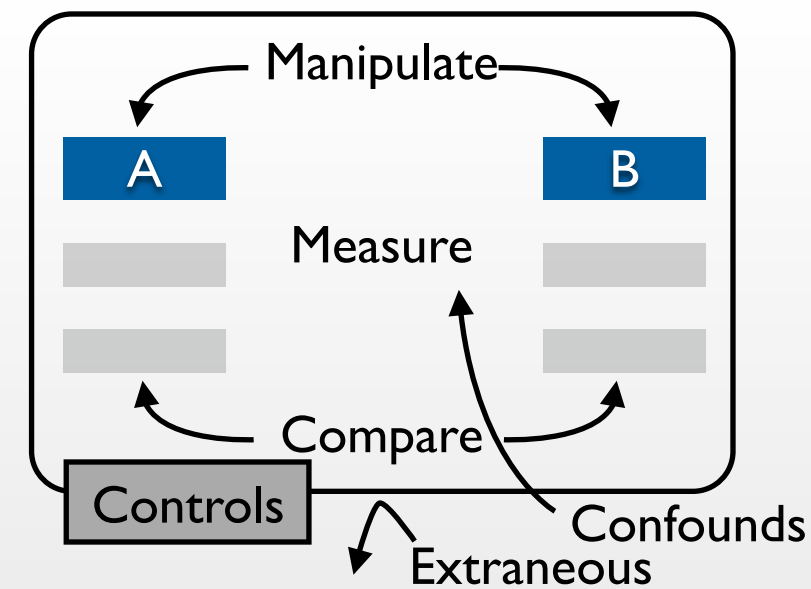 Manipulate
A
B
Measure
Compare
Controls
Confounds
Extraneous